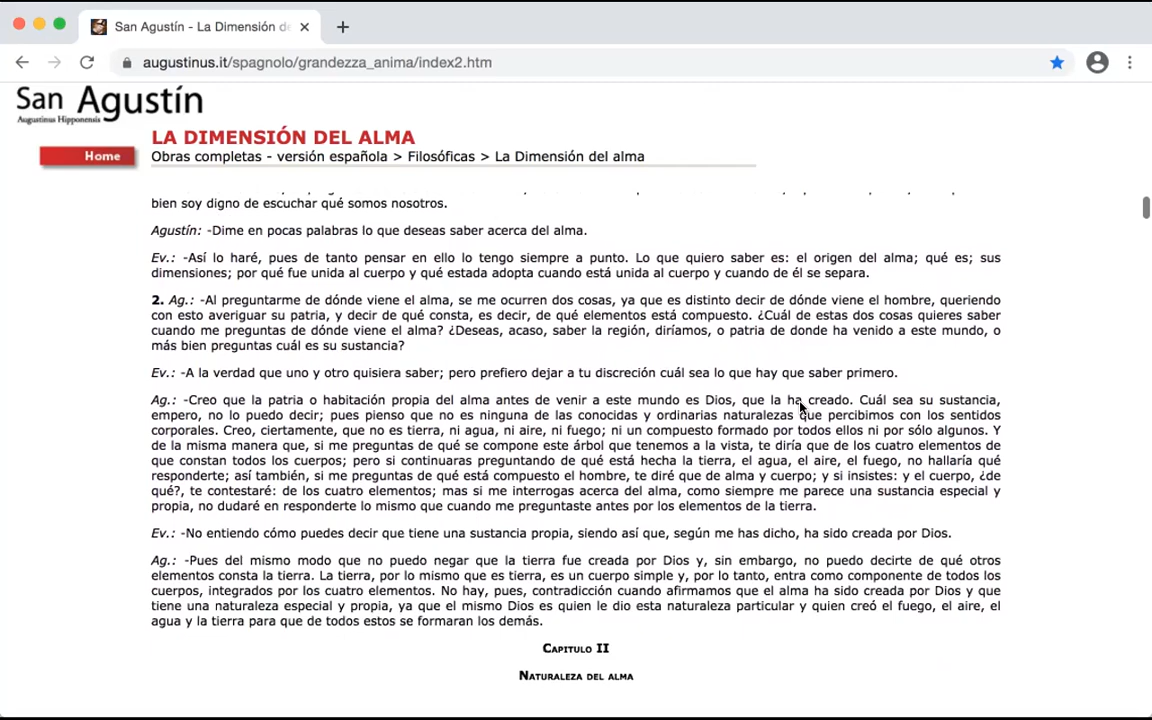 San Agustín - La Dimensión de
augustinus.it/spagnolo/grandezza_anima/index2.htm
San Agustín
Augustinus Hipponensis
LA DIMENSIÓN DEL ALMA
Home
Obras completas - versión española > Filosóficas > La Dimensión del alma
bien soy digno de escuchar qué somos nosotros.
Agustín: -Dime en pocas palabras lo que deseas saber acerca del alma.
Ev.: -Así lo haré, pues de tanto pensar en ello lo tengo siempre a punto. Lo que quiero saber es: el origen del alma; qué es; sus
dimensiones; por qué fue unida al cuerpo y qué estada adopta cuando está unida al cuerpo y cuando de él se separa.
2. Ag.: -Al preguntarme de dónde viene el alma, se me ocurren dos cosas, ya que es distinto decir de dónde viene el hombre, queriendo
con esto averiguar su patria, y decir de qué consta, es decir, de qué elementos está compuesto. ¿Cuál de estas dos cosas quieres saber
cuando me preguntas de dónde viene el alma? ¿Deseas, acaso, saber la región, diríamos, o patria de donde ha venido a este mundo, o
más bien preguntas cuál es su sustancia?
Ev.: -A la verdad que uno y otro quisiera saber; pero prefiero dejar a tu discreción cuál sea lo que hay que saber primero.
Ag.: -Creo que la patria o habitación propia del alma antes de venir a este mundo es Dios, que la ha creado. Cuál sea su sustancia,
empero, no lo puedo decir; pues pienso que no es ninguna de las conocidas y ordinarias naturalezas que percibimos con los sentidos
corporales. Creo, ciertamente, que no es tierra, ni agua, ni aire, ni fuego; ni un compuesto formado por todos ellos ni por sólo algunos. Y
de la misma manera que, si me preguntas de qué se compone este árbol que tenemos a la vista, te diría que de los cuatro elementos de
que constan todos los cuerpos; pero si continuaras preguntando de qué está hecha la tierra, el agua, el aire, el fuego, no hallaría qué
responderte; así también, si me preguntas de qué está compuesto el hombre, te diré que de alma y cuerpo; y si insistes: y el cuerpo, ¿de
qué?, te contestaré: de los cuatro elementos; mas si me interrogas acerca del alma, como siempre me parece una sustancia especial y
propia, no dudaré en responderte lo mismo que cuando me preguntaste antes por los elementos de la tierra.
Ev.: -No entiendo cómo puedes decir que tiene una sustancia propia, siendo así que, según me has dicho, ha sido creada por Dios.
Ag.: -Pues del mismo modo que no puedo negar que la tierra fue creada por Dios y, sin embargo, no puedo decirte de qué otros
elementos consta la tierra. La tierra, por lo mismo que es tierra, es un cuerpo simple y, por lo tanto, entra como componente de todos los
cuerpos, integrados por los cuatro elementos. No hay, pues, contradicción cuando afirmamos que el alma ha sido creada por Dios y que
tiene una naturaleza especial y propia, ya que el mismo Dios es quien le dio esta naturaleza particular y quien creó el fuego, el aire, el
agua y la tierra para que de todos estos se formaran los demás.
Capitulo II
Naturaleza del alma